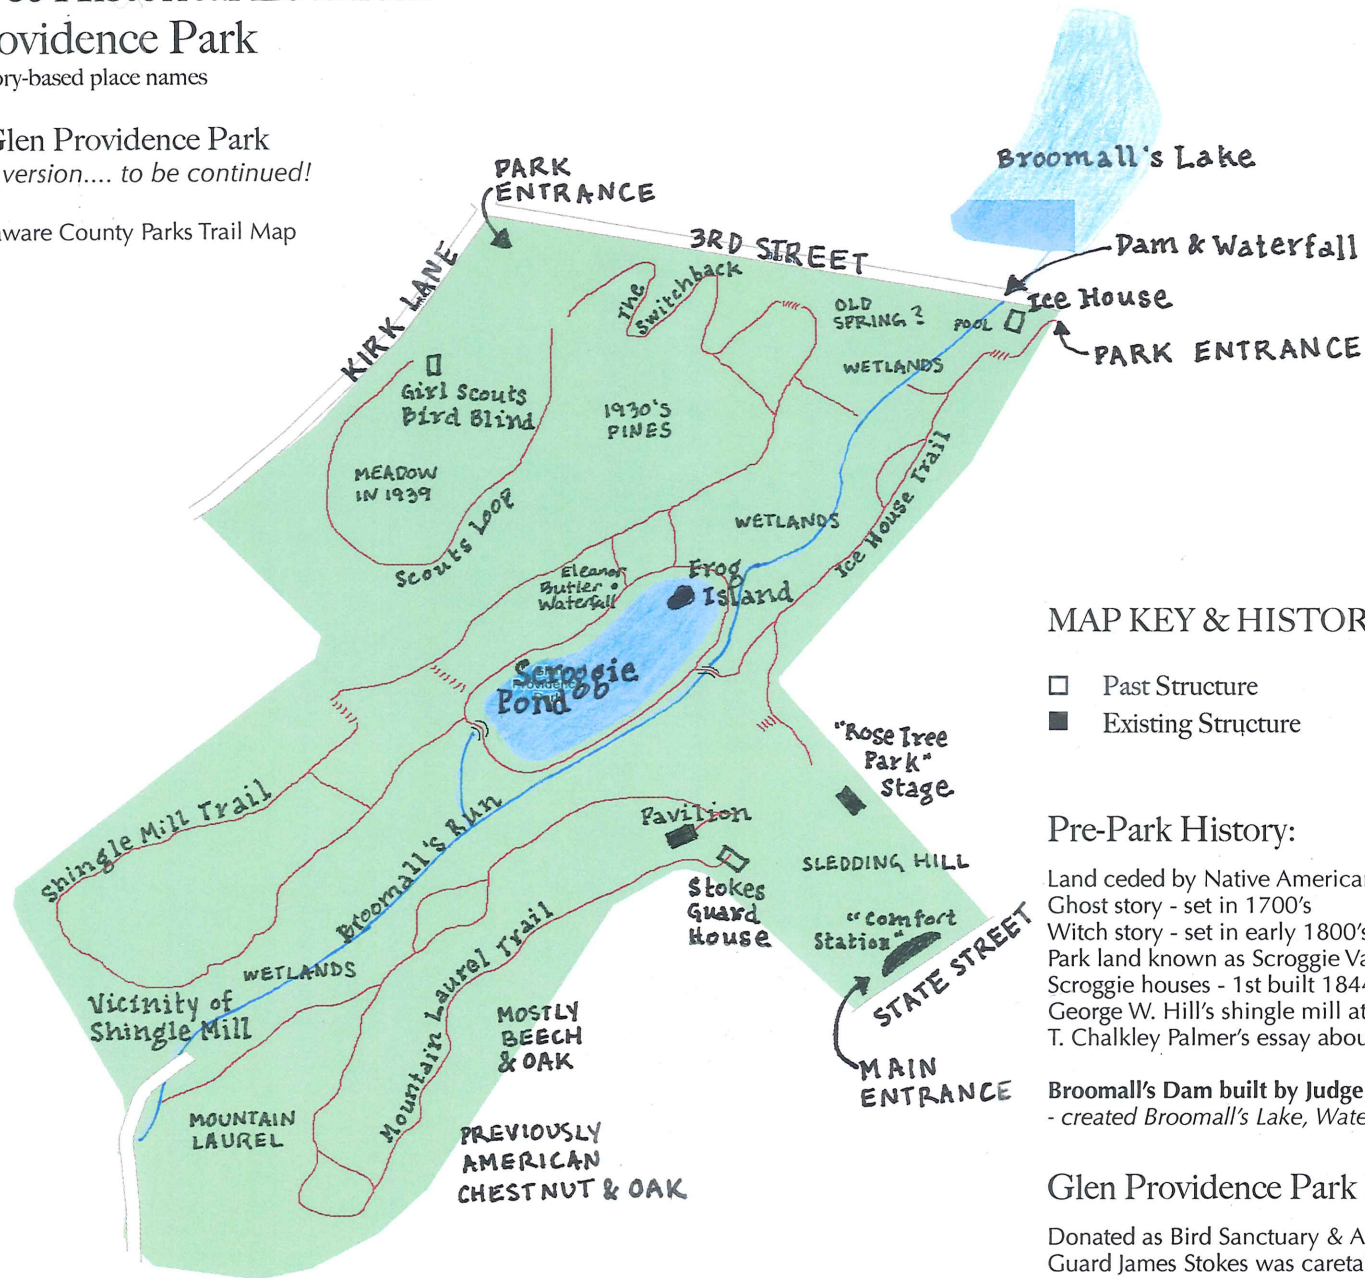 ovidence Park
ory-based place names
Glen Providence Park
version.... to be continued!
aware County Parks Trail Map
PARK
ENTRANCE
Broomall's Lake
KIRK LANE
3RD STREET
Dam & Waterfall
Ice House
PARK ENTRANCE
The
Switchback
OLD
SPRING?
POOL
WETLANDS
Girl Scouts
Bird Blind
1930'S
PINES
MEADOW
IN 1939
Scouts Loop
WETLANDS
Ice House Trail
Eleanor
Butler
Waterfall
Frog
Island
Scroggie
Pond
Providence
Park
MAP KEY & HISTOR
Past Structure
Existing Structure
"Rose Tree
Park"
Stage
Shingle Mill Trail
Broomall's Run
Pavilion
SLEDDING HILL
Stokes
Guard
House
"Comfort
Station"
STATE STREET
MAIN
ENTRANCE
WETLANDS
Vicinity of
Shingle Mill
Mountain Laurel Trail
MOSTLY
BEECH
& OAK
MOUNTAIN
LAUREL
PREVIOUSLY
AMERICAN
CHESTNUT & OAK
Pre-Park History:
Land ceded by Native American
Ghost story - set in 1700's
Witch story - set in early 1800's
Park land known as Scroggie Va
Scroggie houses - 1st built 1844
George W. Hill's shingle mill at
T. Chalkley Palmer's essay abou
Broomall's Dam built by Judge
- created Broomall's Lake, Wate
Glen Providence Park
Donated as Bird Sanctuary & A
Guard James Stokes was careta